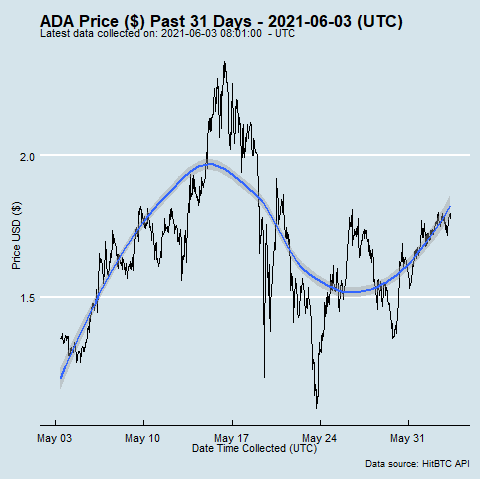 ADA Price ($) Past 31 Days - 2021-06-03 (UTC)
Latest data collected on: 2021-06-03 08:01:00  - UTC
2.0
1.5
Price USD ($)
May 03
May 10
May 17
May 24
May 31
Date Time Collected (UTC)
Data source: HitBTC API